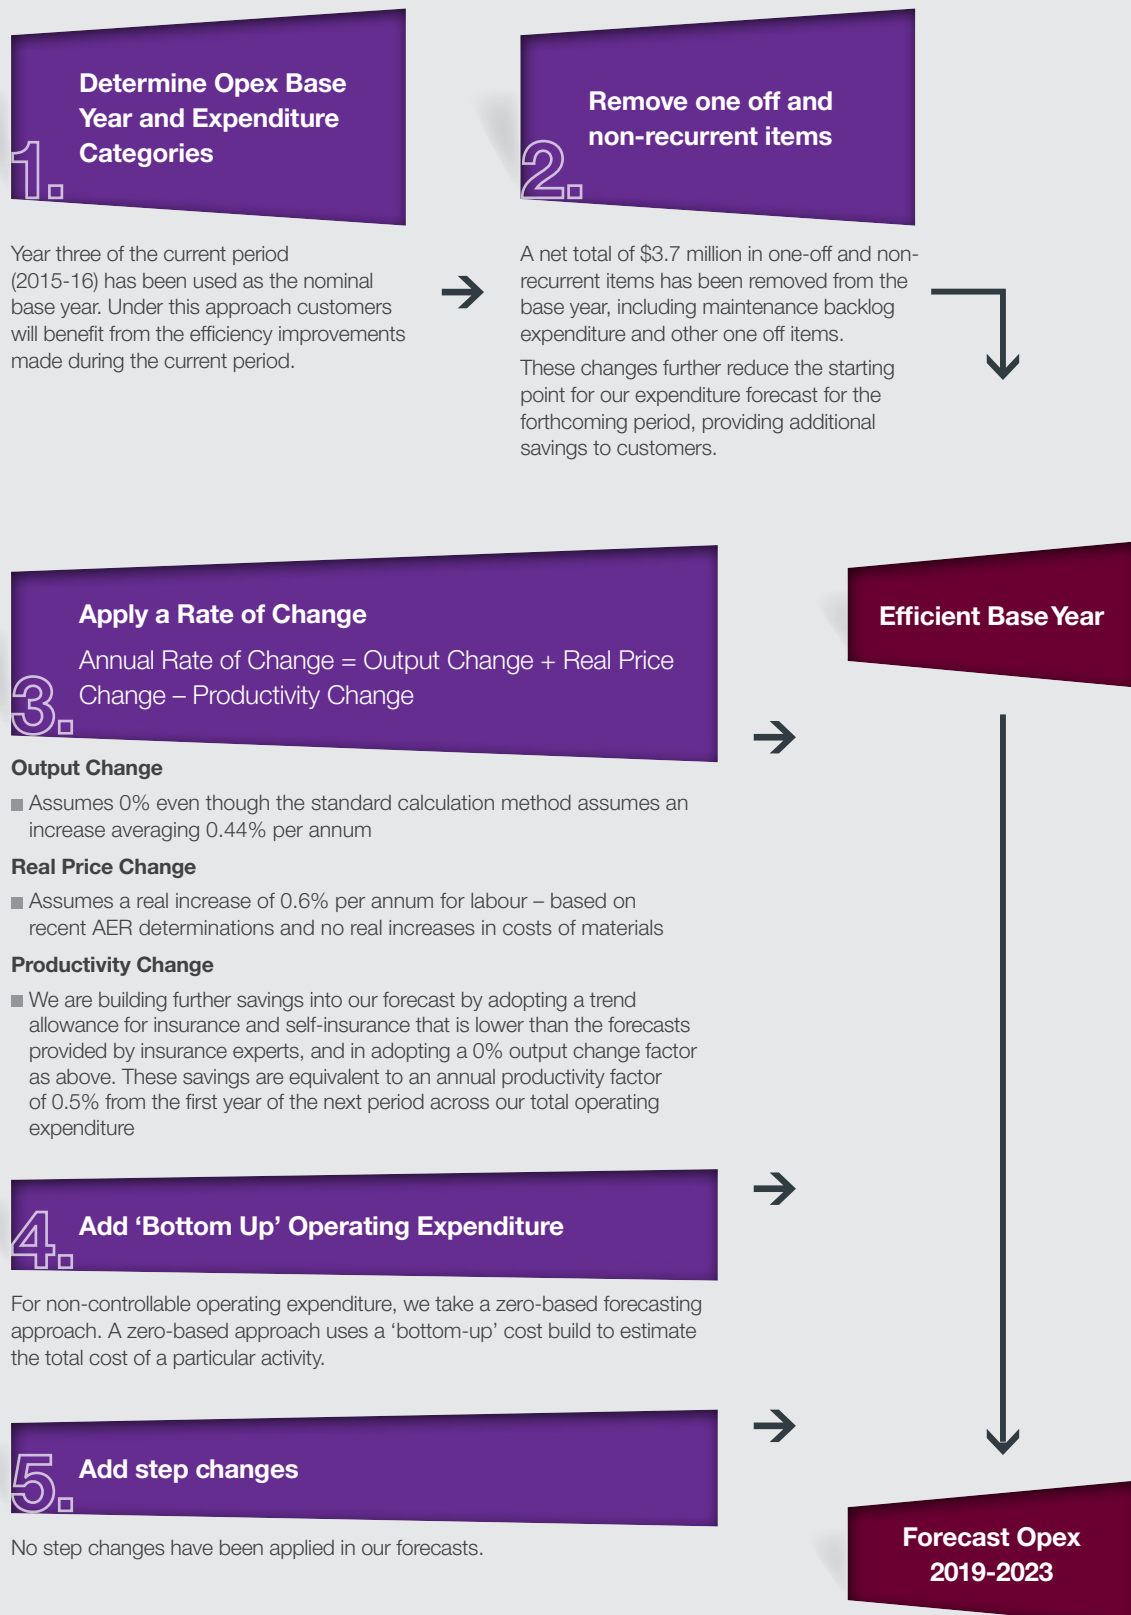 Determine Opex Base
Year and Expenditure
Categories
1.
Year three of the current period
(2015-16) has been used as the nominal
base year. Under this approach customers
will benefit from the efficiency improvements
made during the current period.
Remove one off and
non-recurrent items
2.
A net total of $3.7 million in one-off and non-
recurrent items has been removed from the
base year, including maintenance backlog
expenditure and other one off items.
These changes further reduce the starting
point for our expenditure forecast for the
forthcoming period, providing additional
savings to customers.
Apply a Rate of Change
Annual Rate of Change = Output Change + Real Price
Change – Productivity Change
3.
Efficient Base Year
Output Change
Assumes 0% even though the standard calculation method assumes an
increase averaging 0.44% per annum
Real Price Change
Assumes a real increase of 0.6% per annum for labour – based on
recent AER determinations and no real increases in costs of materials
Productivity Change
We are building further savings into our forecast by adopting a trend
allowance for insurance and self-insurance that is lower than the forecasts
provided by insurance experts, and in adopting a 0% output change factor
as above. These savings are equivalent to an annual productivity factor
of 0.5% from the first year of the next period across our total operating
expenditure
4.
Add ‘Bottom Up’ Operating Expenditure
For non-controllable operating expenditure, we take a zero-based forecasting
approach. A zero-based approach uses a ‘bottom-up’ cost build to estimate
the total cost of a particular activity.
5.
Add step changes
No step changes have been applied in our forecasts.
Forecast Opex
2019-2023